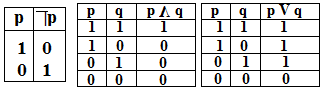 p ¬p
1 0
0 1
p q p Λ q
1 1 1
1 0 0
0 1 0
0 0 0
p q p V q
1 1 1
1 0 1
0 1 1
0 0 0